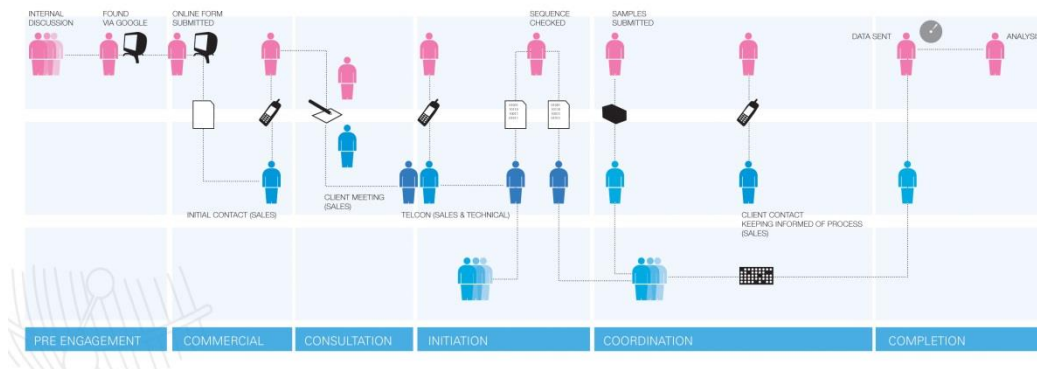 INTERNAL
DISCUSSION
FOUND
VIA GOOGLE
ONLINE FORM
SUBMITTED
SEQUENCE
CHECKED
SAMPLES
SUBMITTED
DATA SENT
ANALYSIS
INITIAL CONTACT (SALES)
CLIENT MEETING
(SALES)
TELCON (SALES & TECHNICAL)
CLIENT CONTACT
KEEPING INFORMED OF PROCESS
(SALES)
PRE ENGAGEMENT
COMMERCIAL
CONSULTATION
INITIATION
COORDINATION
COMPLETION